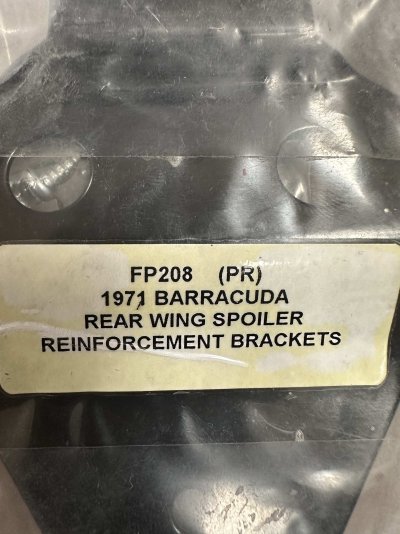 FP208 (PR)
1971 BARRACUDA
REAR WING SPOILER
REINFORCEMENT BRACKETS